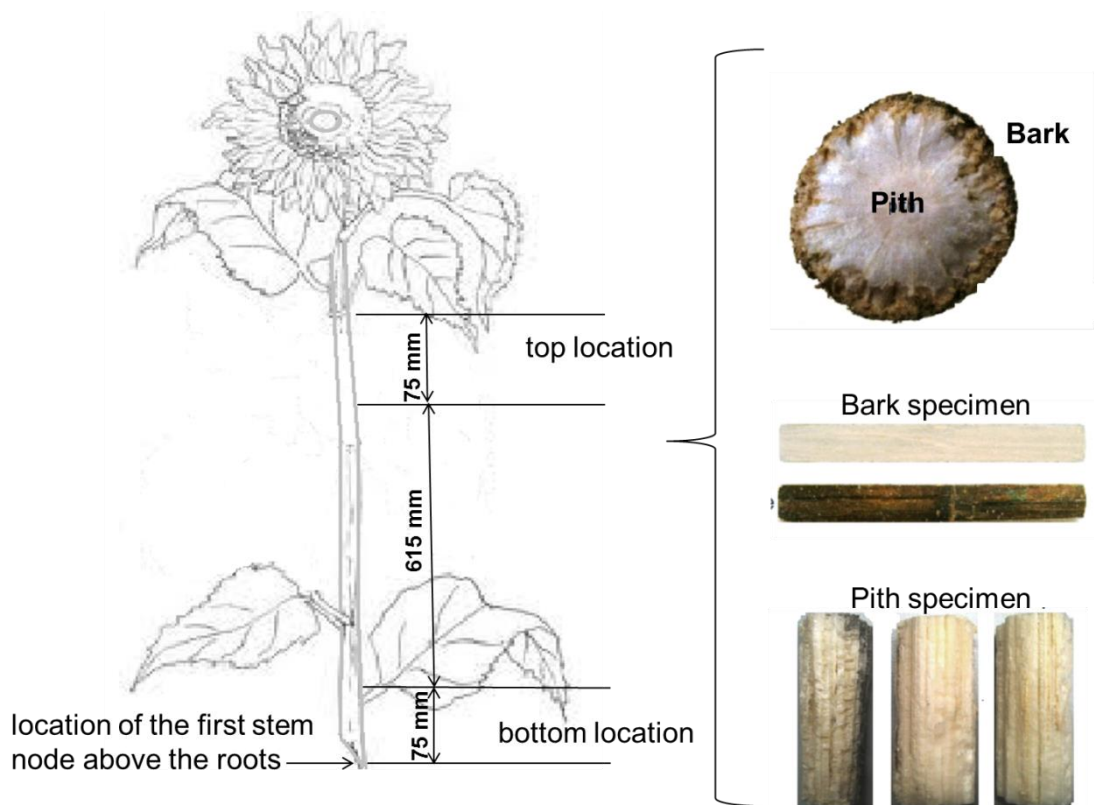 75 mm
top location
615 mm
75 mm
bottom location
location of the first stem
node above the roots
Bark
Pith
Bark specimen
Pith specimen